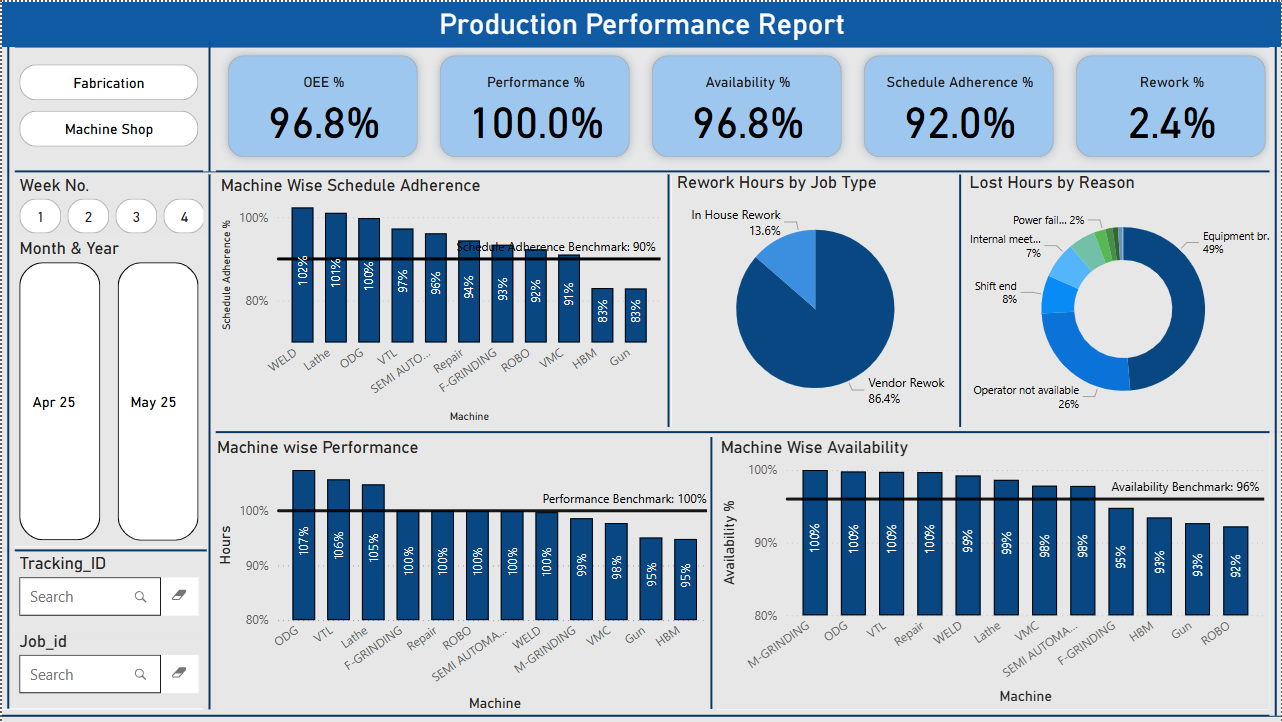 Production Performance Report
Fabrication
Machine Shop
OEE %
96.8%
Performance %
100.0%
Availability %
96.8%
Schedule Adherence %
92.0%
Rework %
2.4%
Week No.
1
2
3
4
Month & Year
Apr 25
May 25
Tracking_ID
Search
Job_id
Search
Machine Wise Schedule Adherence
Schedule Adherence %
100%
80%
Schedule Adherence Benchmark: 90%
102%
101%
100%
97%
96%
94%
93%
92%
91%
83%
83%
WELD
Lathe
ODG
VTL
SEMI AUTO...
Repair
F-GRINDING
ROBO
VMC
HBM
Gun
Machine
Rework Hours by Job Type
In House Rework
13.6%
Vendor Rewok
86.4%
Lost Hours by Reason
Power fail... 2%
Internal meet...
7%
Shift end
8%
Operator not available
26%
Equipment br.
49%
Machine wise Performance
Hours
100%
90%
80%
Performance Benchmark: 100%
107%
106%
105%
100%
100%
100%
100%
100%
99%
98%
95%
95%
ODG
VTL
Lathe
F-GRINDING
Repair
ROBO
SEMI AUTOMA...
WELD
M-GRINDING
VMC
Gun
HBM
Machine
Machine Wise Availability
Availability %
100%
90%
80%
Availability Benchmark: 96%
100%
100%
100%
100%
99%
99%
98%
98%
95%
93%
93%
92%
M-GRINDING
ODG
VTL
Repair
WELD
Lathe
VMC
SEMI AUTOMA...
F-GRINDING
HBM
Gun
ROBO
Machine